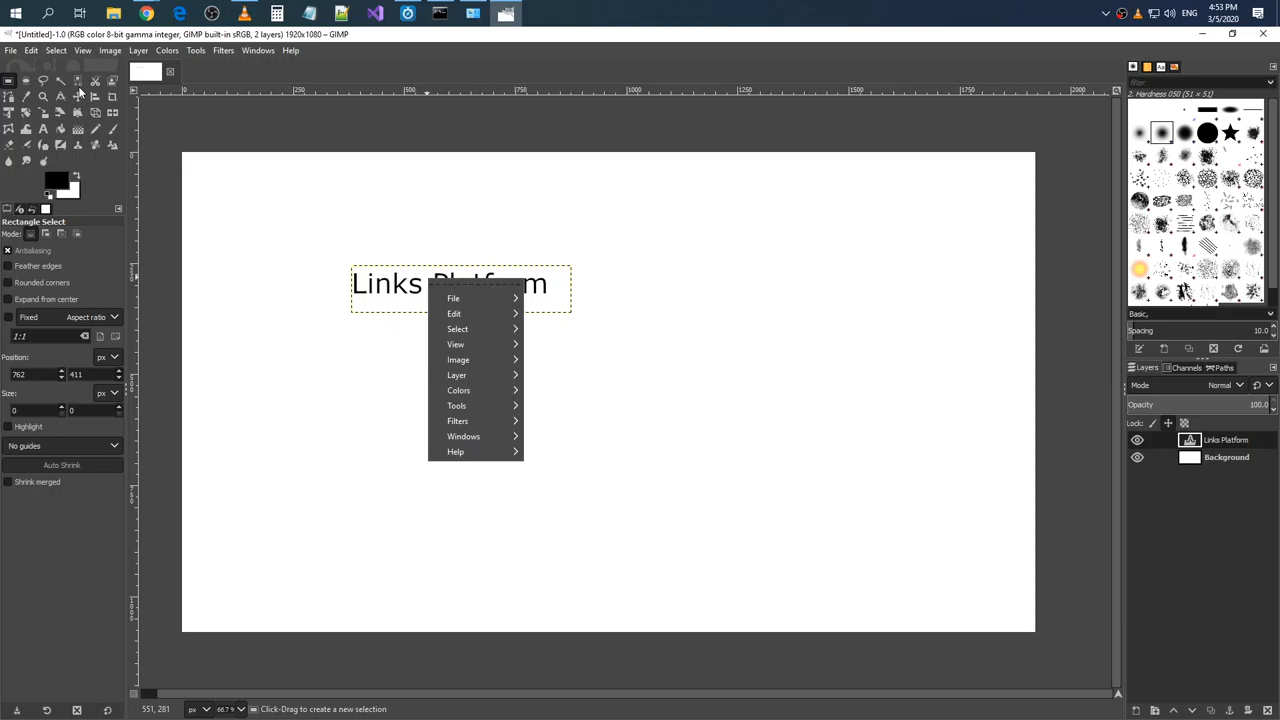 ENG
4:53 PM
3/5/2020
*[Untitled]-1.0 (RGB color 8-bit gamma integer, GIMP built-in sRGB, 2 layers) 1920x1080 – GIMP
File Edit Select View Image Layer Colors Tools Filters Windows Help
0 500 750 1000 1250 1500 1750 2000
filter
2. Hardness 050 (51 × 51)
Rectangle Select
Mode:
Antialiasing
Feather edges
Rounded corners
Expand from center
Fixed Aspect ratio
1:1
Position: px
762 411
Size: px
0 0
Highlight
No guides
Auto Shrink
Shrink merged
Links Platform
File
Edit
Select
View
Image
Layer
Colors
Tools
Filters
Windows
Help
Basic,
Spacing 10.0
Layers Channels Paths
Mode Normal
Opacity 100.0
Lock:
Links Platform
Background
551, 281 px 66.7 % Click-Drag to create a new selection